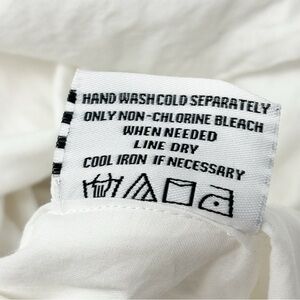 HAND WASH COLD SEPARATELY
ONLY NON-CHLORINE BLEACH
WHEN NEEDED
LINE DRY
COOL IRON IF NECESSARY